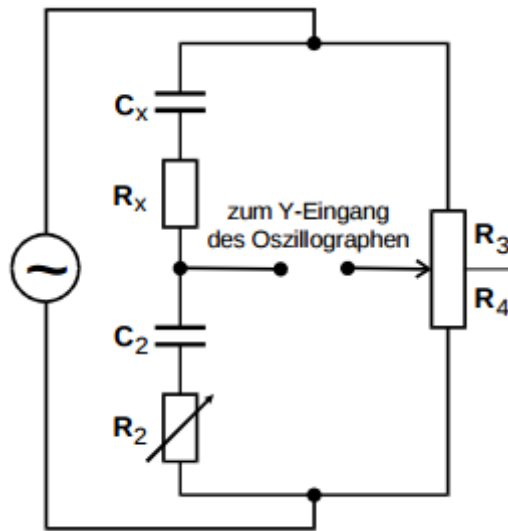 Cx
Rx
zum Y-Eingang
des Oszillographen
R3
R4
~
C2
R2